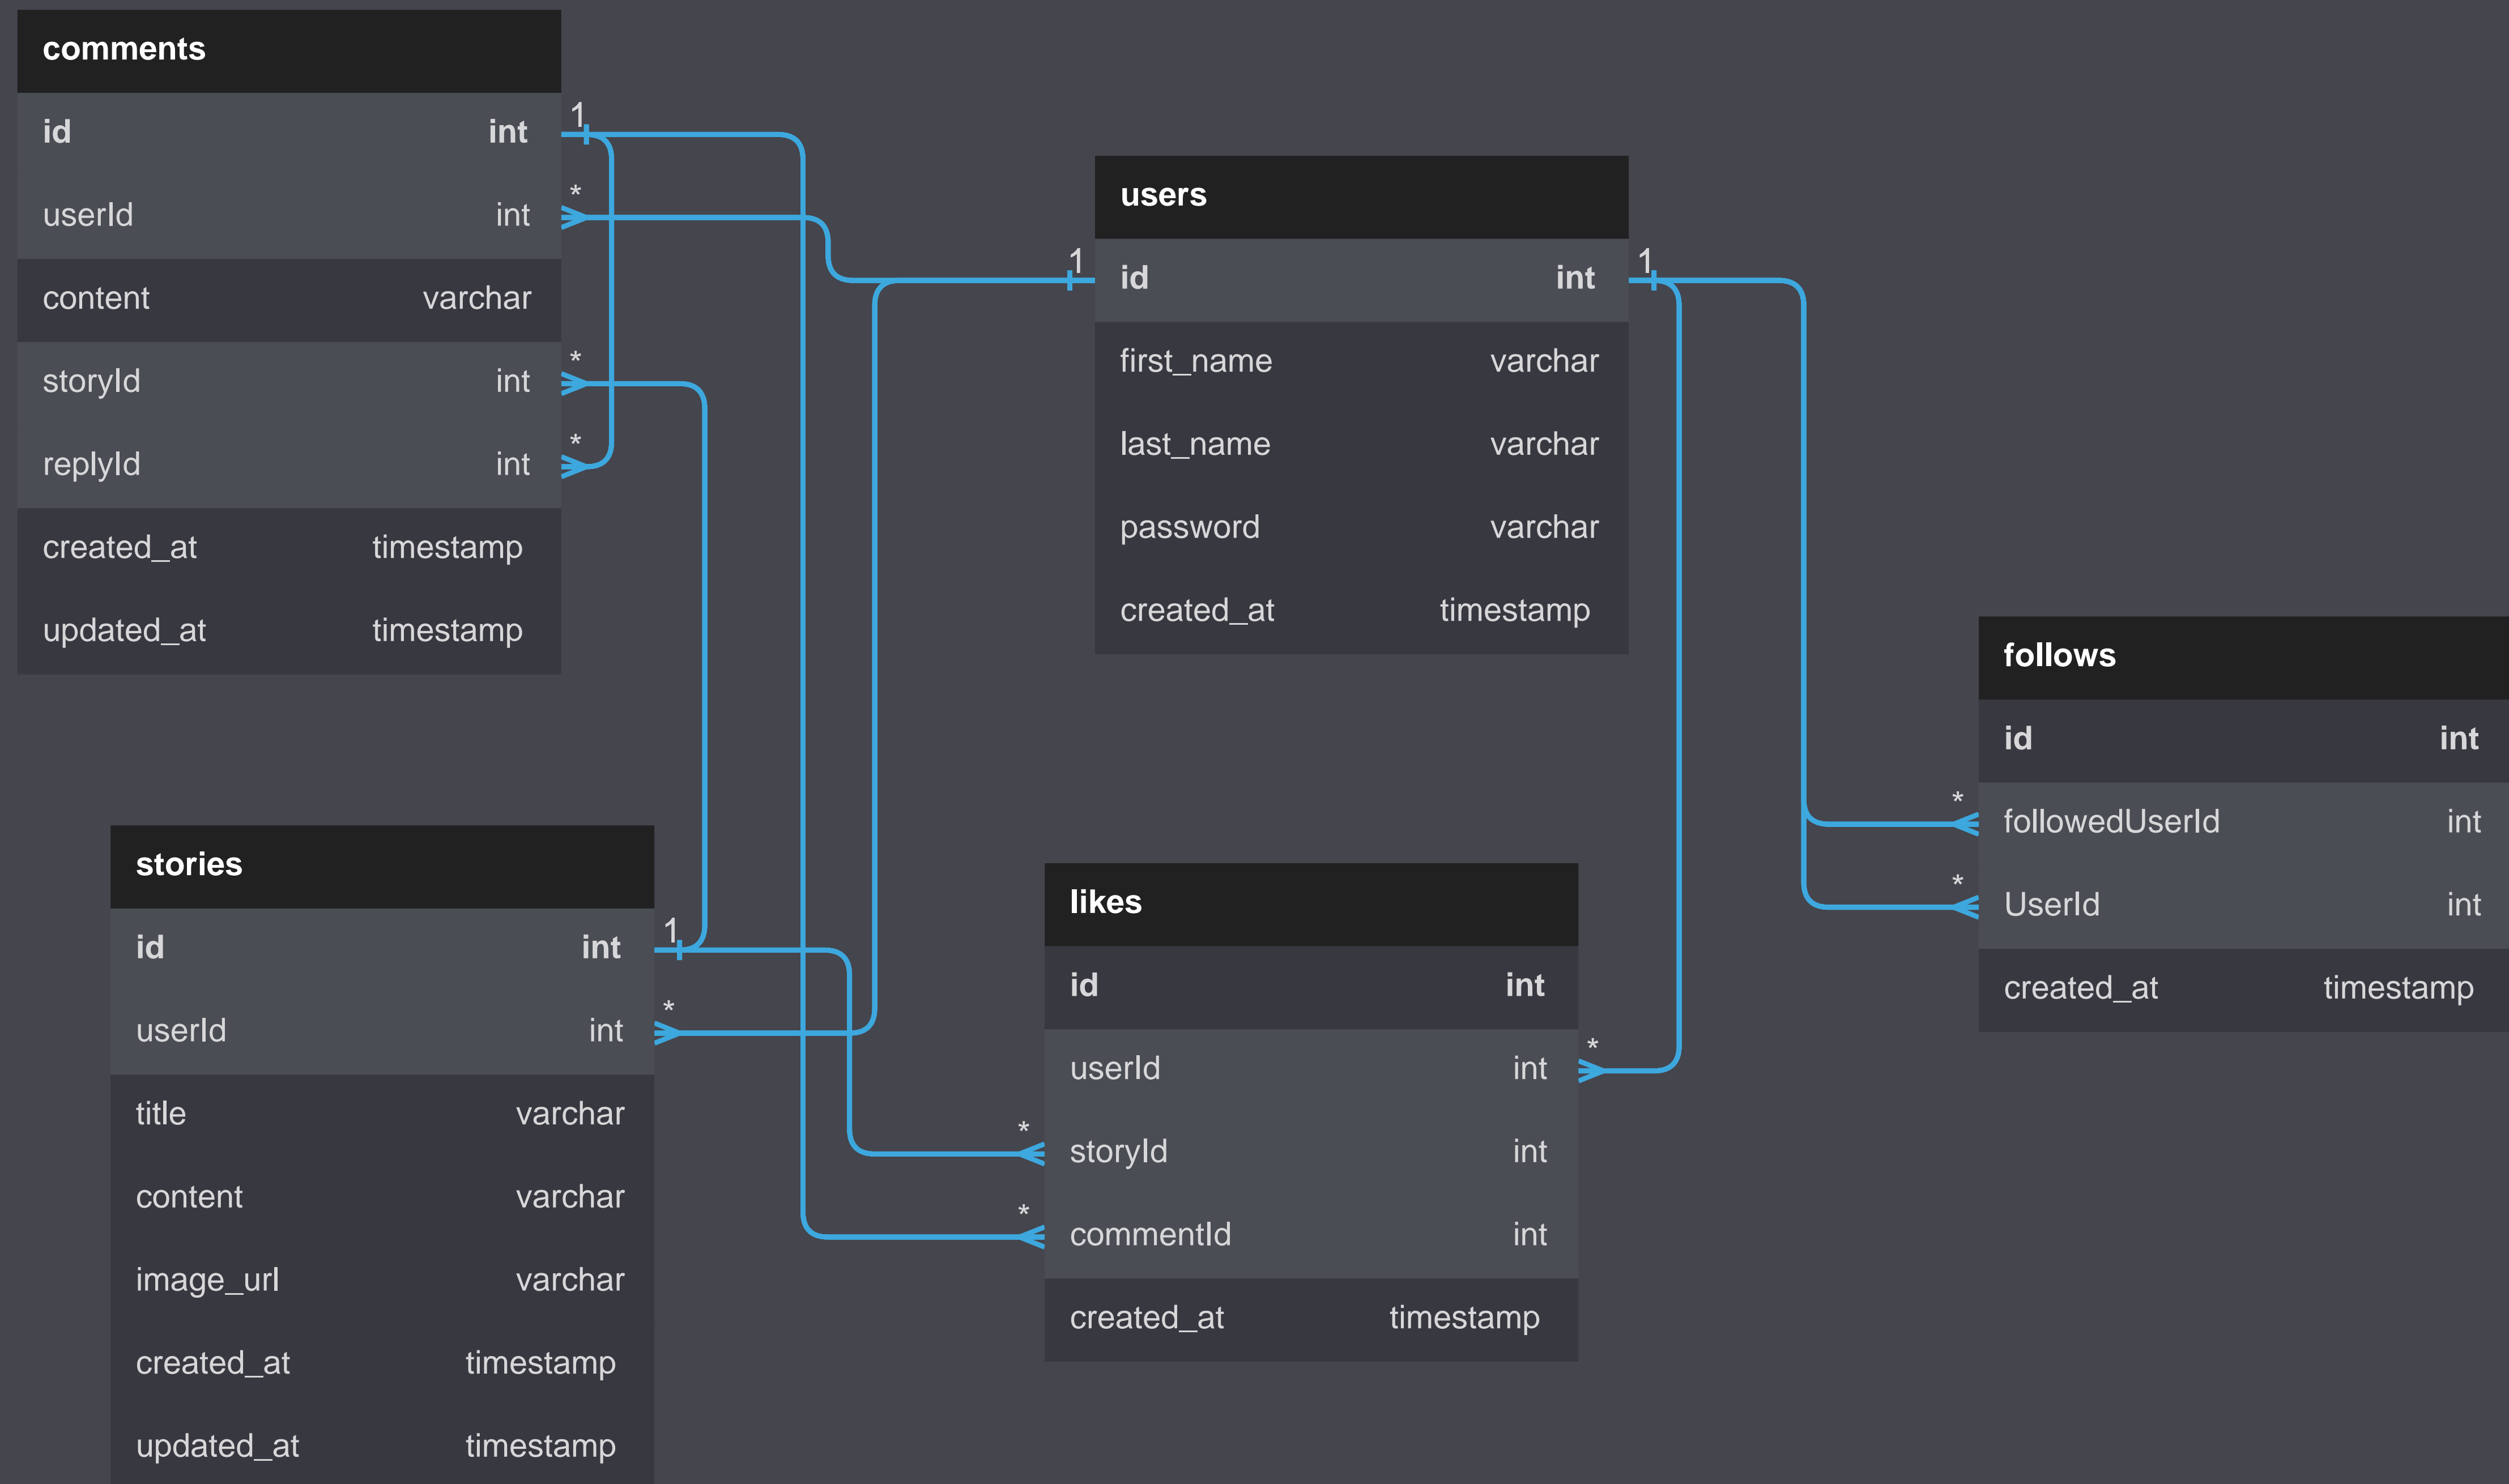 comments
id int
userId int
content varchar
storyId int
replyId int
created_at timestamp
updated_at timestamp
1
*
*
*
users
id int
first_name varchar
last_name varchar
password varchar
created_at timestamp
1
1
follows
id int
followedUserId int
UserId int
created_at timestamp
*
*
stories
id int
userId int
title varchar
content varchar
image_url varchar
created_at timestamp
updated_at timestamp
1
*
likes
id int
userId int
storyId int
commentId int
created_at timestamp
*
*
*